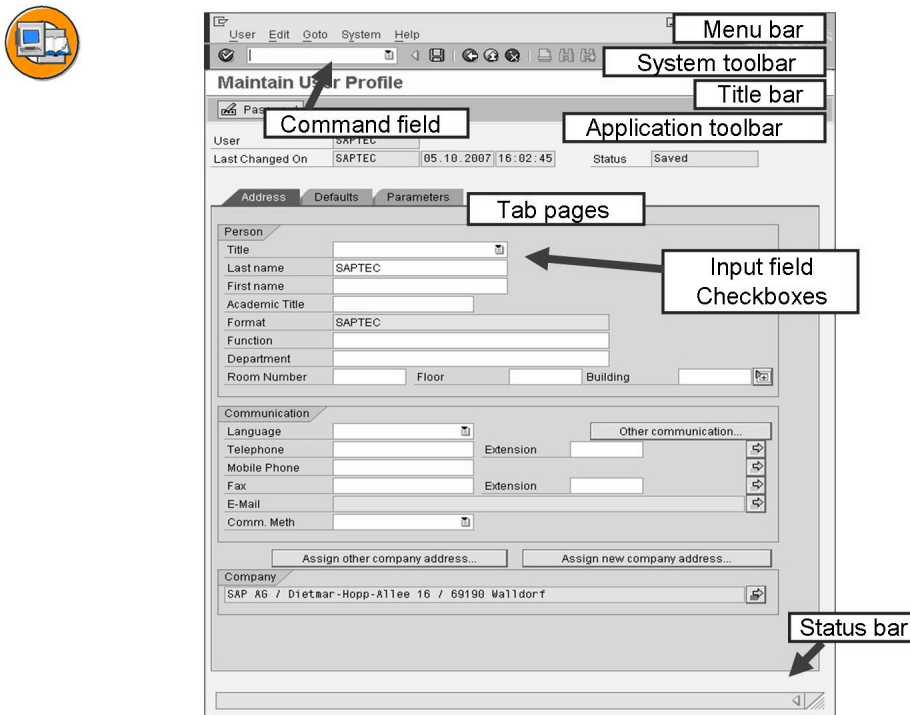 User Edit Goto System Help
Menu bar
System toolbar
Maintain User Profile
Title bar
Command field
Application toolbar
User SAPTEC
Last Changed On SAPTEC 05.10.2007 16:02:45 Status Saved
Address Defaults Parameters
Tab pages
Person
Title
Last name SAPTEC
First name
Academic Title
Format SAPTEC
Function
Department
Room Number Floor Building
Input field
Checkboxes
Communication
Language Other communication...
Telephone Extension
Mobile Phone
Fax Extension
E-Mail
Comm. Meth
Assign other company address... Assign new company address...
Company
SAP AG / Dietmar-Hopp-Allee 16 / 69190 Walldorf
Status bar